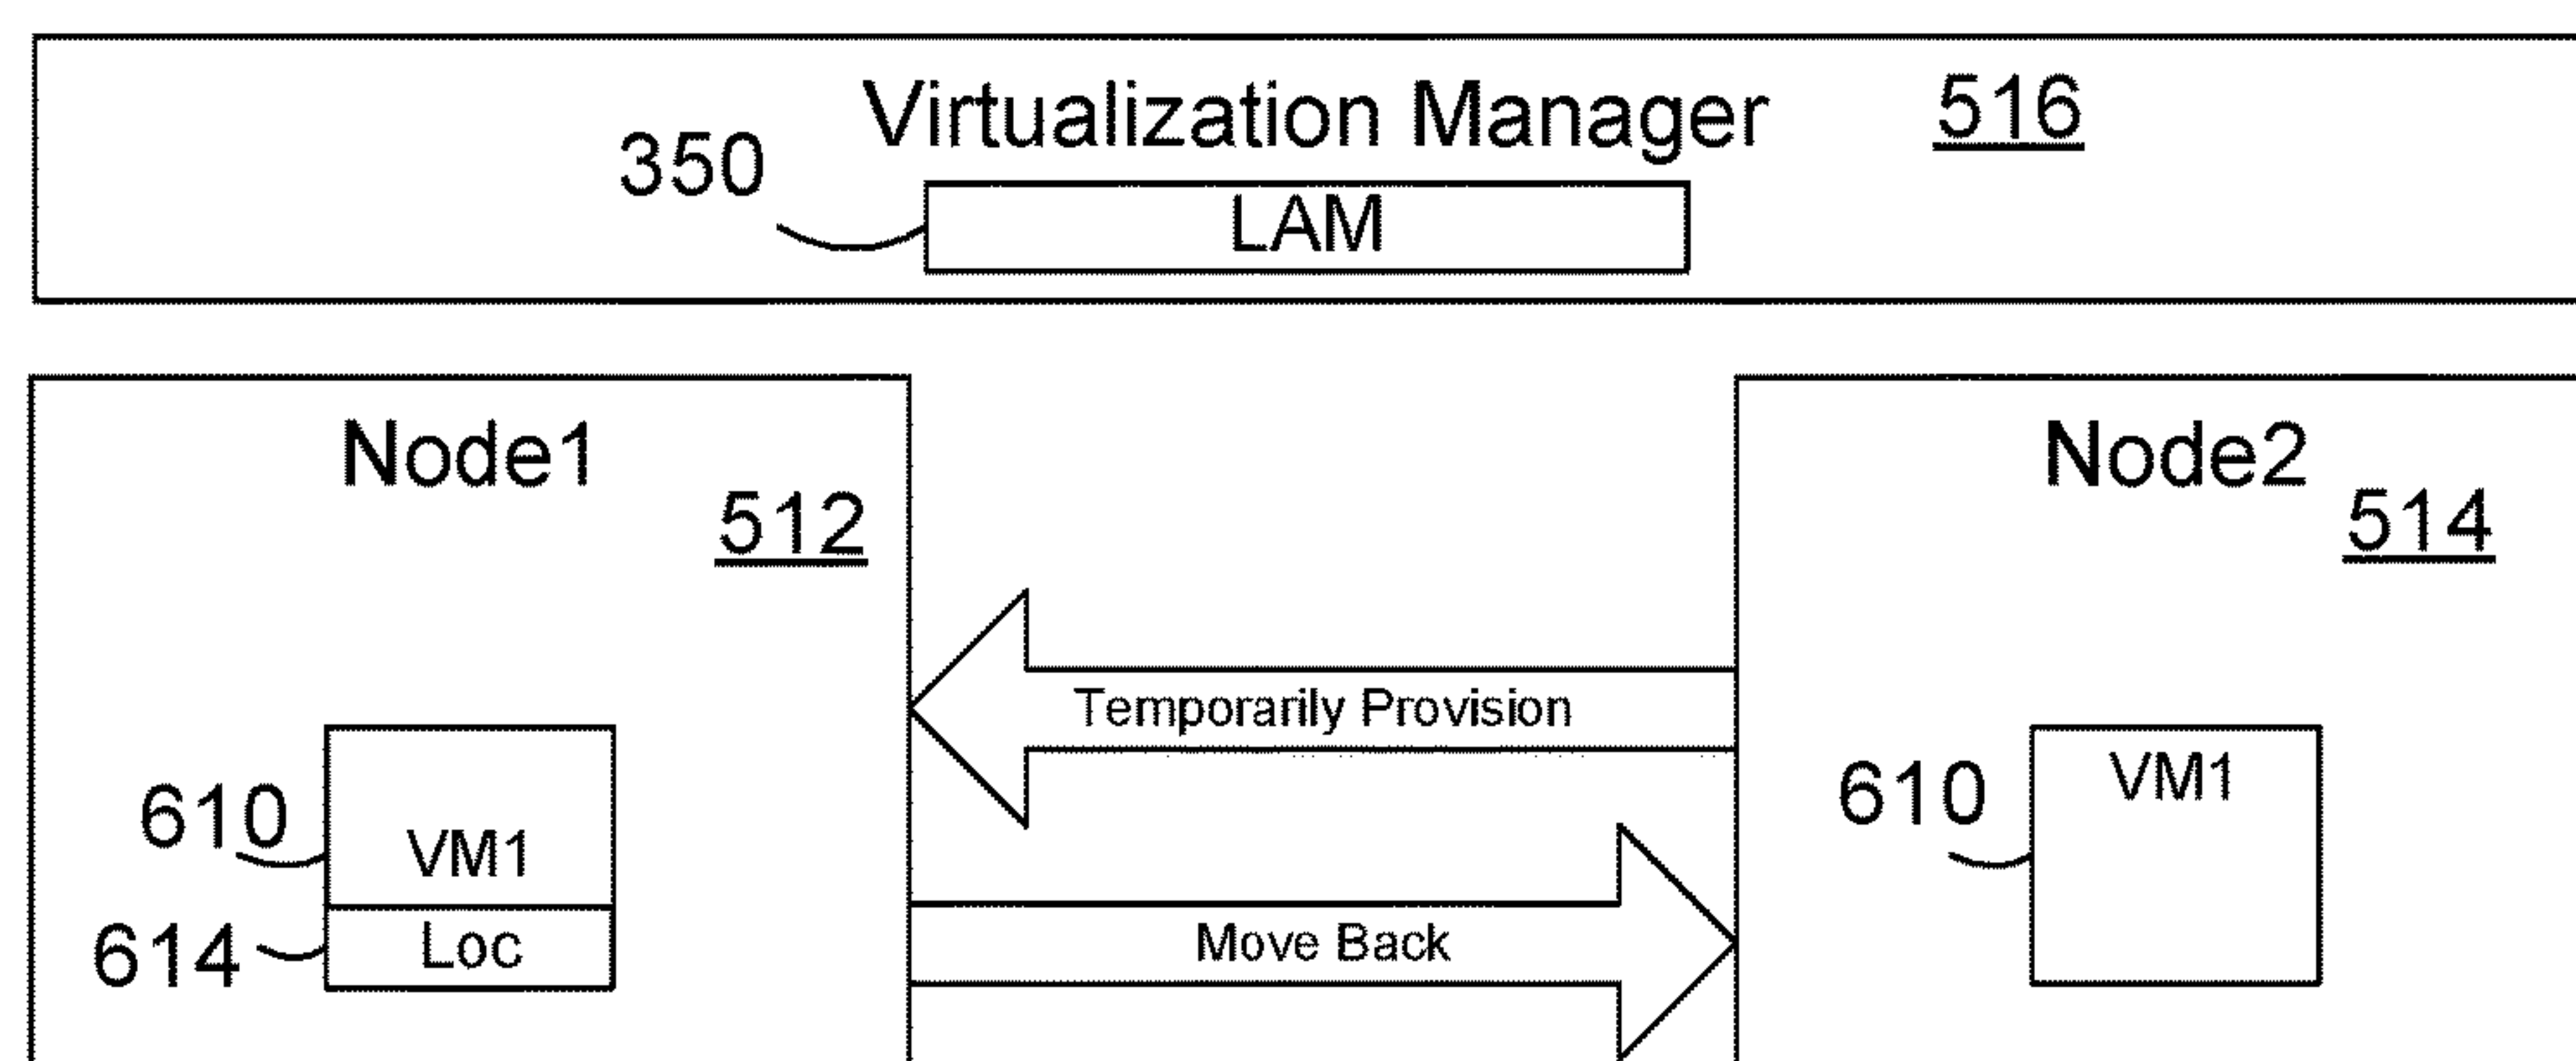 Virtualization Manager 516
350
LAM
Node1
512
Node2
514
Temporarily Provision
610
VM1
610
VM1
614
Loc
Move Back